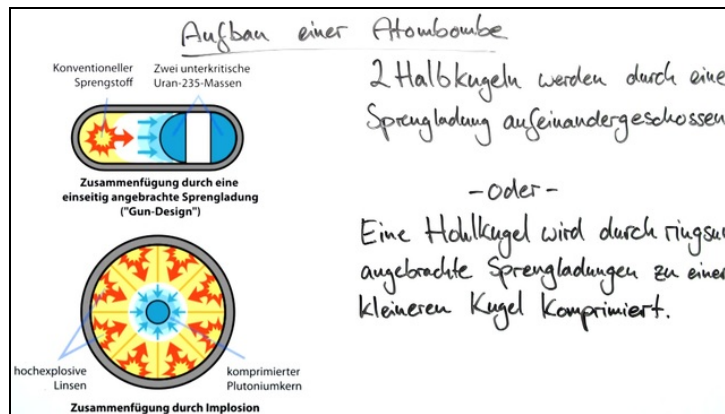 Aufbau einer Atombombe
Konventioneller
Sprengstoff
Zwei unterkritische
Uran-235-Massen
Zusammenfügung durch eine
einseitig angebrachte Sprengladung
("Gun-Design")
hochexplosive
Linsen
komprimierter
Plutoniumkern
Zusammenfügung durch Implosion
2 Halbkugeln werden durch eine
Sprengladung aufeinandergeschossen
-oder-
Eine Hohlkugel wird durch ringsu
angebrachte Sprengladungen zu einer
kleineren Kugel komprimiert.